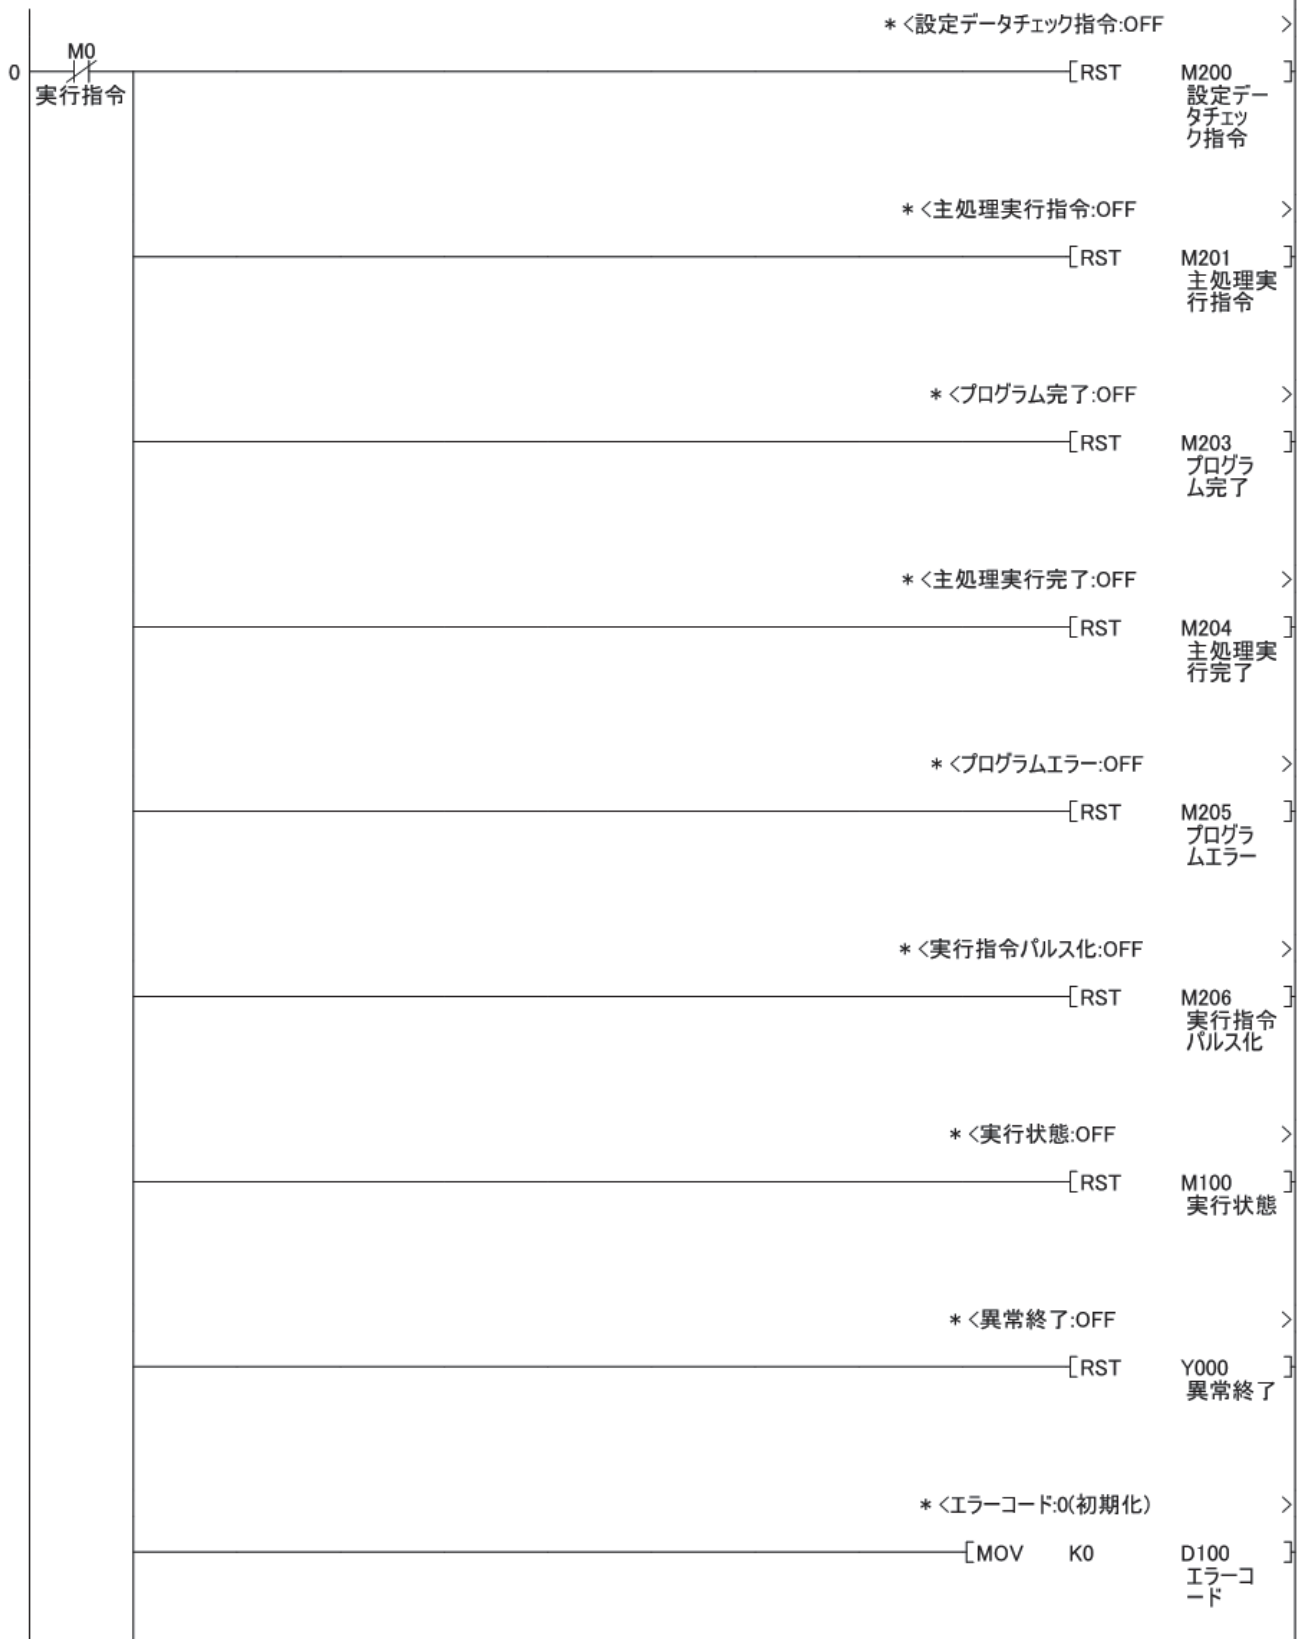 * <設定データチェック指令:OFF >
M0
0 [RST M200 ]
実行指令 設定デー
タチェッ
ク指令
* <主処理実行指令:OFF >
[RST M201 ]
主処理実
行指令
* <プログラム完了:OFF >
[RST M203 ]
プログラ
ム完了
* <主処理実行完了:OFF >
[RST M204 ]
主処理実
行完了
* <プログラムエラー:OFF >
[RST M205 ]
プログラ
ムエラー
* <実行指令パルス化:OFF >
[RST M206 ]
実行指令
パルス化
* <実行状態:OFF >
[RST M100 ]
実行状態
* <異常終了:OFF >
[RST Y000 ]
異常終了
* <エラーコード:0(初期化) >
[MOV K0 D100 ]
エラーコ
ード